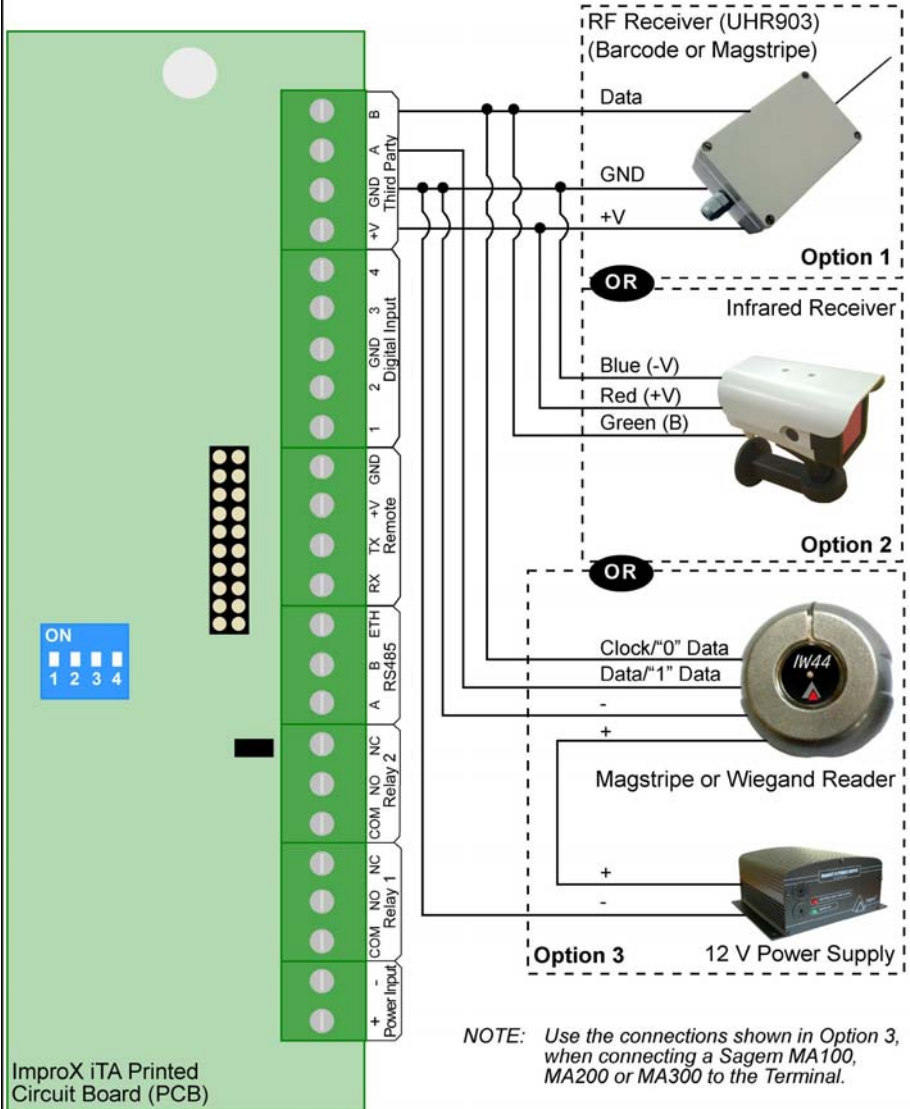 RF Receiver (UHR903)
(Barcode or Magstripe)
Data
GND
+V
Option 1
OR
Infrared Receiver
Blue (-V)
Red (+V)
Green (B)
Option 2
OR
Clock/“0” Data
Data/“1” Data
-
+
IW44
Magstripe or Wiegand Reader
+
-
Option 3
12 V Power Supply
B
A
GND
+V
Third Party
4
3
GND
2
1
Digital Input
GND
+V
TX
RX
Remote
ETH
B
A
RS485
NC
NO
COM
Relay 2
NC
NO
COM
Relay 1
-
+
Power Input
ON
1 2 3 4
NOTE: Use the connections shown in Option 3,
when connecting a Sagem MA100,
MA200 or MA300 to the Terminal.
ImproX iTA Printed
Circuit Board (PCB)